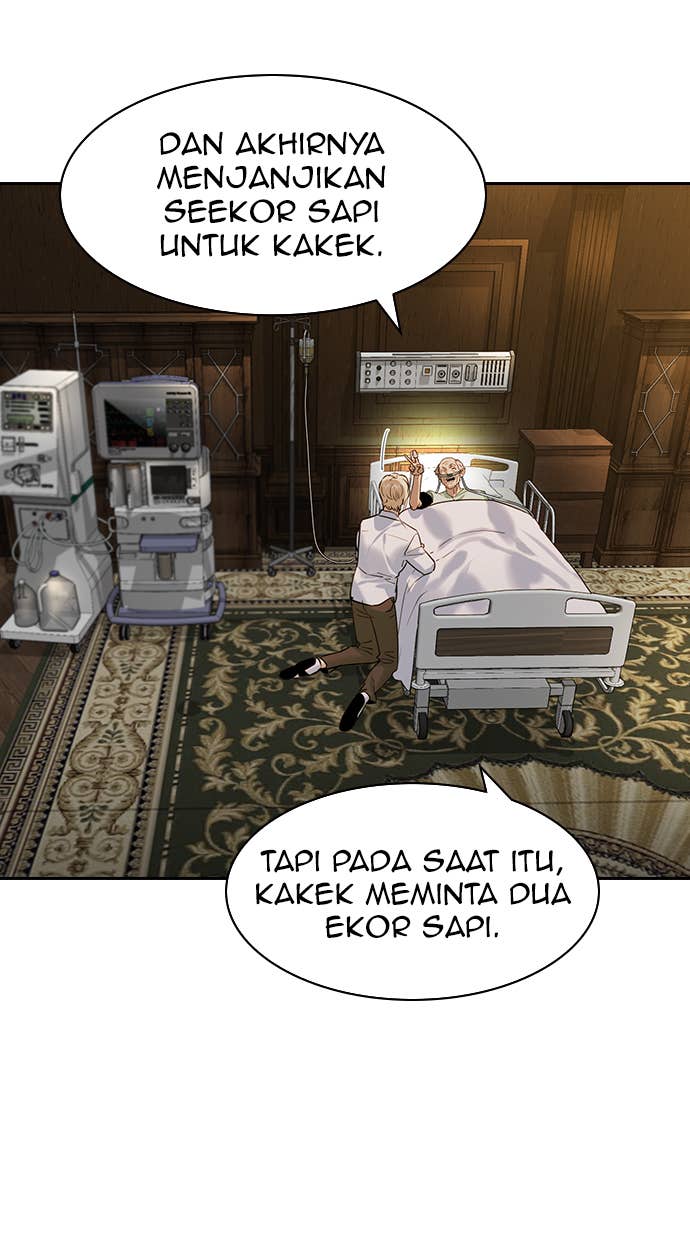 DAN AKHIRNYA
MENJANJIKAN
SEEKOR SAPI
UNTUK KAKEK.
TAPI PADA SAAT ITU,
KAKEK MEMINTA DUA
EKOR SAPI.